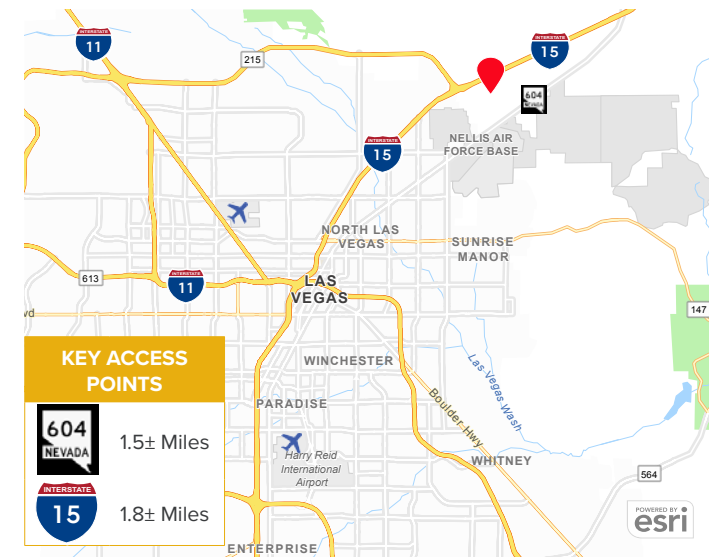 INTERSTATE
11
215
INTERSTATE
15
604
NEVADA
INTERSTATE
15
NELLIS AIR
FORCE BASE
NORTH LAS
VEGAS
SUNRISE
MANOR
613
INTERSTATE
11
LAS
VEGAS
147
vd
KEY ACCESS
POINTS
604
NEVADA
1.5± Miles
INTERSTATE
15
1.8± Miles
WINCHESTER
Las Vegas Wash
PARADISE
Boulder Hwy
Harry Reid
International
Airport
WHITNEY
564
ENTERPRISE
POWERED BY
esri